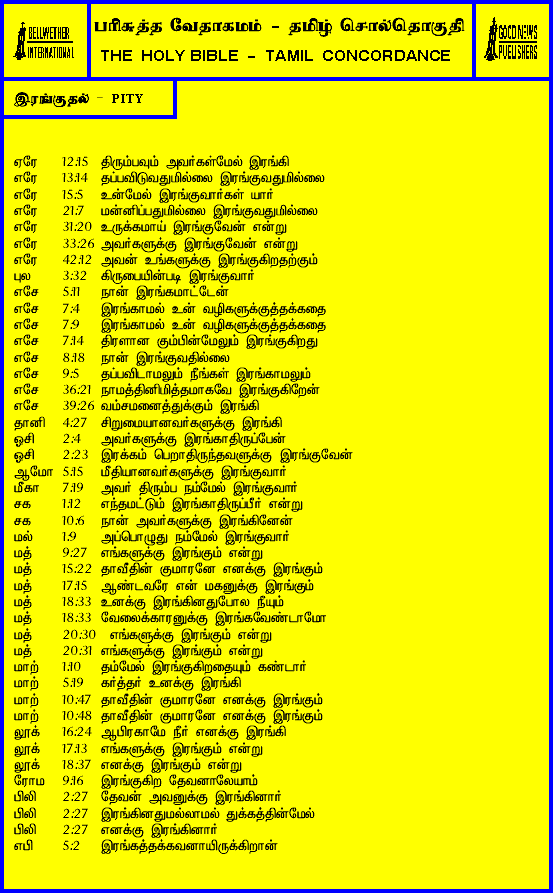 BELLWETHER
INTERNATIONAL
பரிசுத்த வேதாகமம் - தமிழ் சொல்தொகுதி
THE HOLY BIBLE - TAMIL CONCORDANCE
GOOD NEWS
PUBLISHERS
இரங்குதல் - PITY
ஏரே 12:15 திரும்பவும் அவர்கள்மேல் இரங்கி
எரே 13:14 தப்பவிடுவதுமில்லை இரங்குவதுமில்லை
எரே 15:5 உன்மேல் இரங்குவார்கள் யார்
எரே 21:7 மன்னிப்பதுமில்லை இரங்குவதுமில்லை
எரே 31:20 உருக்கமாய் இரங்குவேன் என்று
எரே 33:26 அவர்களுக்கு இரங்குவேன் என்று
எரே 42:12 அவன் உங்களுக்கு இரங்குகிறதற்கும்
புல 3:32 கிருபையின்படி இரங்குவார்
எசே 5:11 நான் இரங்கமாட்டேன்
எசே 7:4 இரங்காமல் உன் வழிகளுக்குத்தக்கதை
எசே 7:9 இரங்காமல் உன் வழிகளுக்குத்தக்கதை
எசே 7:14 திரளான கும்பின்மேலும் இரங்குகிறது
எசே 8:18 நான் இரங்குவதில்லை
எசே 9:5 தப்பவிடாமலும் நீங்கள் இரங்காமலும்
எசே 36:21 நாமத்தினிமித்தமாகவே இரங்குகிறேன்
எசே 39:26 வம்சமனைத்துக்கும் இரங்கி
தானி 4:27 சிறுமையானவர்களுக்கு இரங்கி
ஓசி 2:4 அவர்களுக்கு இரங்காதிருப்பேன்
ஓசி 2:23 இரக்கம் பெறாதிருந்தவளுக்கு இரங்குவேன்
ஆமோ 5:15 மீதியானவர்களுக்கு இரங்குவார்
மீகா 7:19 அவர் திரும்ப நம்மேல் இரங்குவார்
சக 1:12 எந்தமட்டும் இரங்காதிருப்பீர் என்று
சக 10:6 நான் அவர்களுக்கு இரங்கினேன்
மல் 1:9 அப்பொழுது நம்மேல் இரங்குவார்
மத் 9:27 எங்களுக்கு இரங்கும் என்று
மத் 15:22 தாவீதின் குமாரனே எனக்கு இரங்கும்
மத் 17:15 ஆண்டவரே என் மகனுக்கு இரங்கும்
மத் 18:33 உனக்கு இரங்கினதுபோல நீயும்
மத் 18:33 வேலைக்காரனுக்கு இரங்கவேண்டாமோ
மத் 20:30 எங்களுக்கு இரங்கும் என்று
மத் 20:31 எங்களுக்கு இரங்கும் என்று
மாற் 1:10 தம்மேல் இரங்குகிறதையும் கண்டார்
மாற் 5:19 கர்த்தர் உனக்கு இரங்கி
மாற் 10:47 தாவீதின் குமாரனே எனக்கு இரங்கும்
மாற் 10:48 தாவீதின் குமாரனே எனக்கு இரங்கும்
லூக் 16:24 ஆபிரகாமே நீர் எனக்கு இரங்கி
லூக் 17:13 எங்களுக்கு இரங்கும் என்று
லூக் 18:37 எனக்கு இரங்கும் என்று
ரோம 9:16 இரங்குகிற தேவனாலேயாம்
பிலி 2:27 தேவன் அவனுக்கு இரங்கினார்
பிலி 2:27 இரங்கினதுமல்லாமல் துக்கத்தின்மேல்
பிலி 2:27 எனக்கு இரங்கினார்
எபி 5:2 இரங்கத்தக்கவனாயிருக்கிறான்